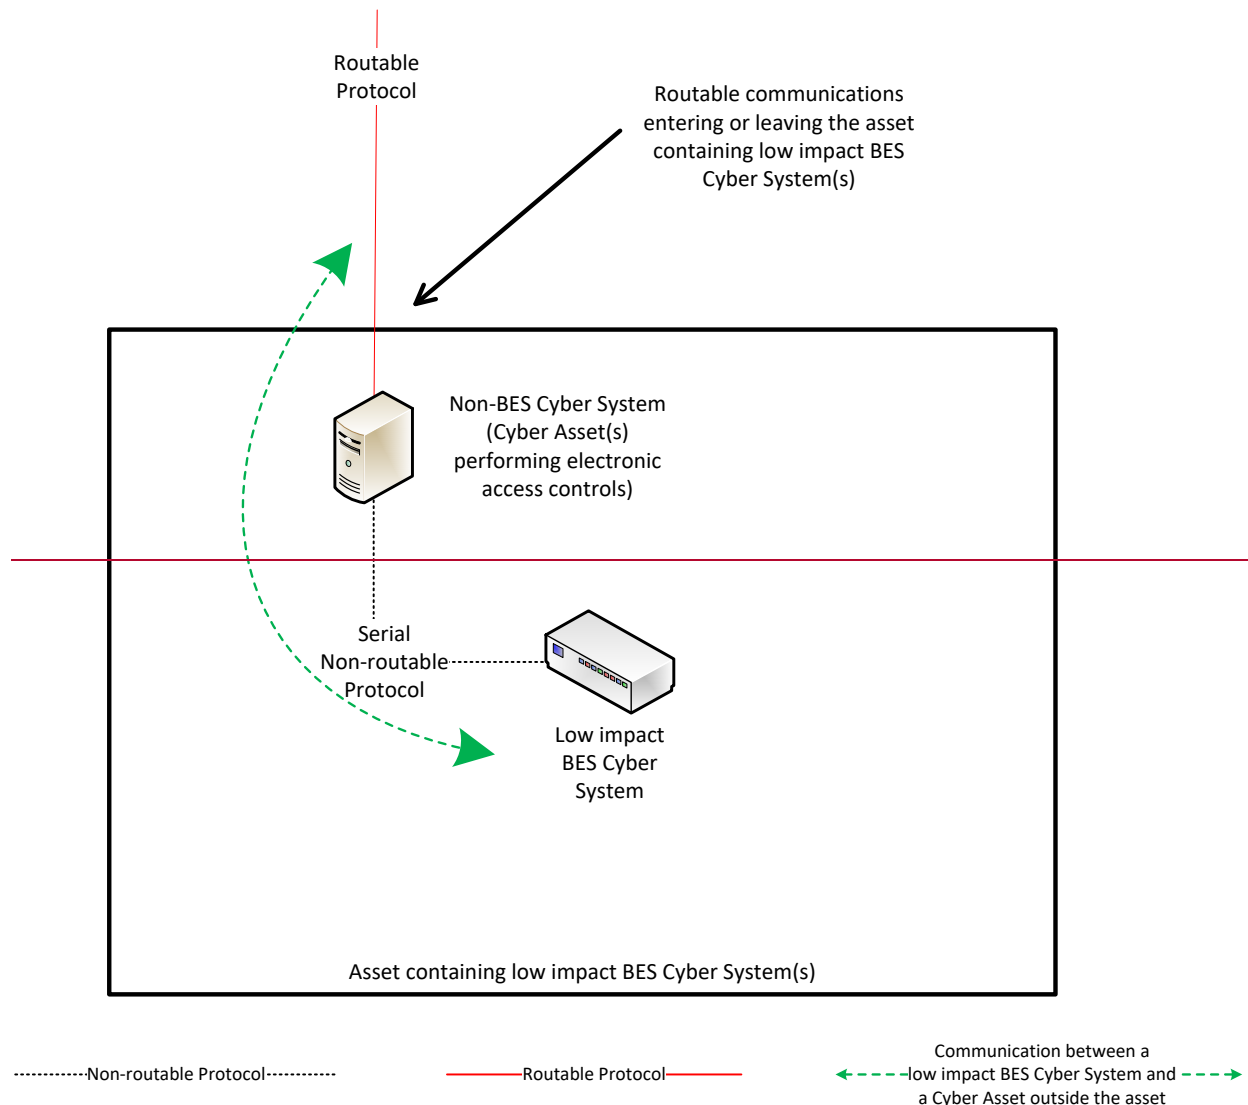 Routable
Protocol
Routable communications
entering or leaving the asset
containing low impact BES
Cyber System(s)
Non-BES Cyber System
(Cyber Asset(s)
performing electronic
access controls)
Serial
Non-routable
Protocol
Low impact
BES Cyber
System
Asset containing low impact BES Cyber System(s)
Non-routable Protocol
Routable Protocol
Communication between a
low impact BES Cyber System and
a Cyber Asset outside the asset